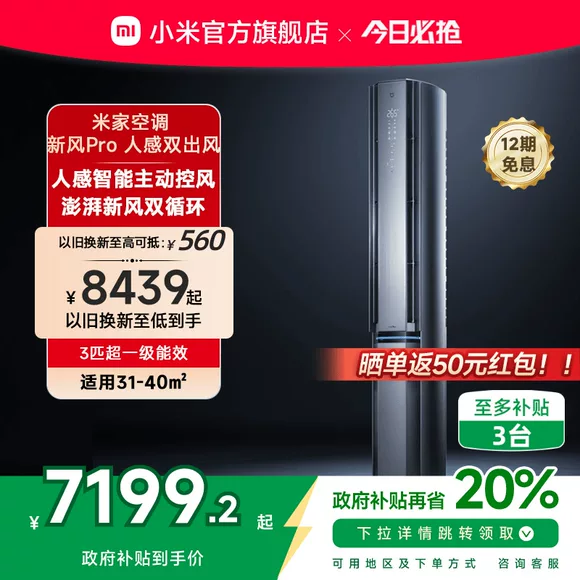 小米官方旗舰店 × 今日必抢
米家空调
新风Pro 人感双出风
人感智能主动控风
澎湃新风双循环
12期
免息
以旧换新至高可抵：¥560
¥8439起
以旧换新至低到手
3匹超一级能效
适用31-40㎡
晒单返50元红包！！
至多补贴
3台
¥7199.2 起
政府补贴到手价
政府补贴再省 20%
下拉详情跳转领取
可用地区及下单方式 咨询客服